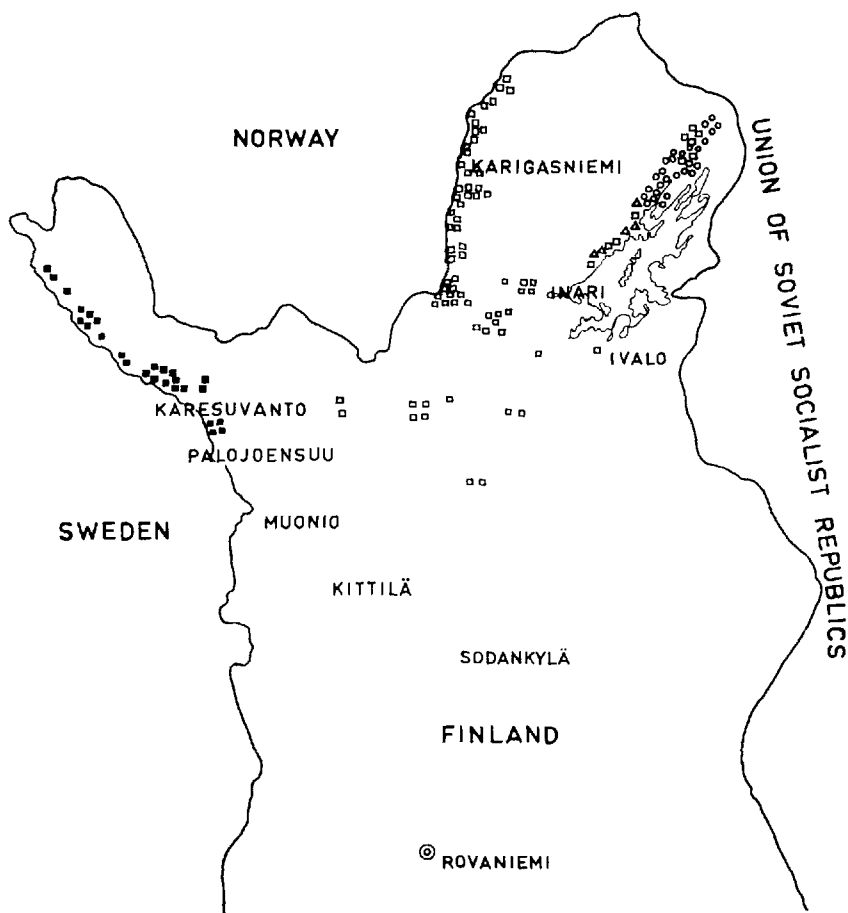 NORWAY
KARIGASNIEMI
UNION OF SOVIET SOCIALIST REPUBLICS
INARI
IVALO
KARESUVANTO
PALOJOENSUU
SWEDEN
MUONIO
KITTILÄ
SODANKYLÄ
FINLAND
ROVANIEMI